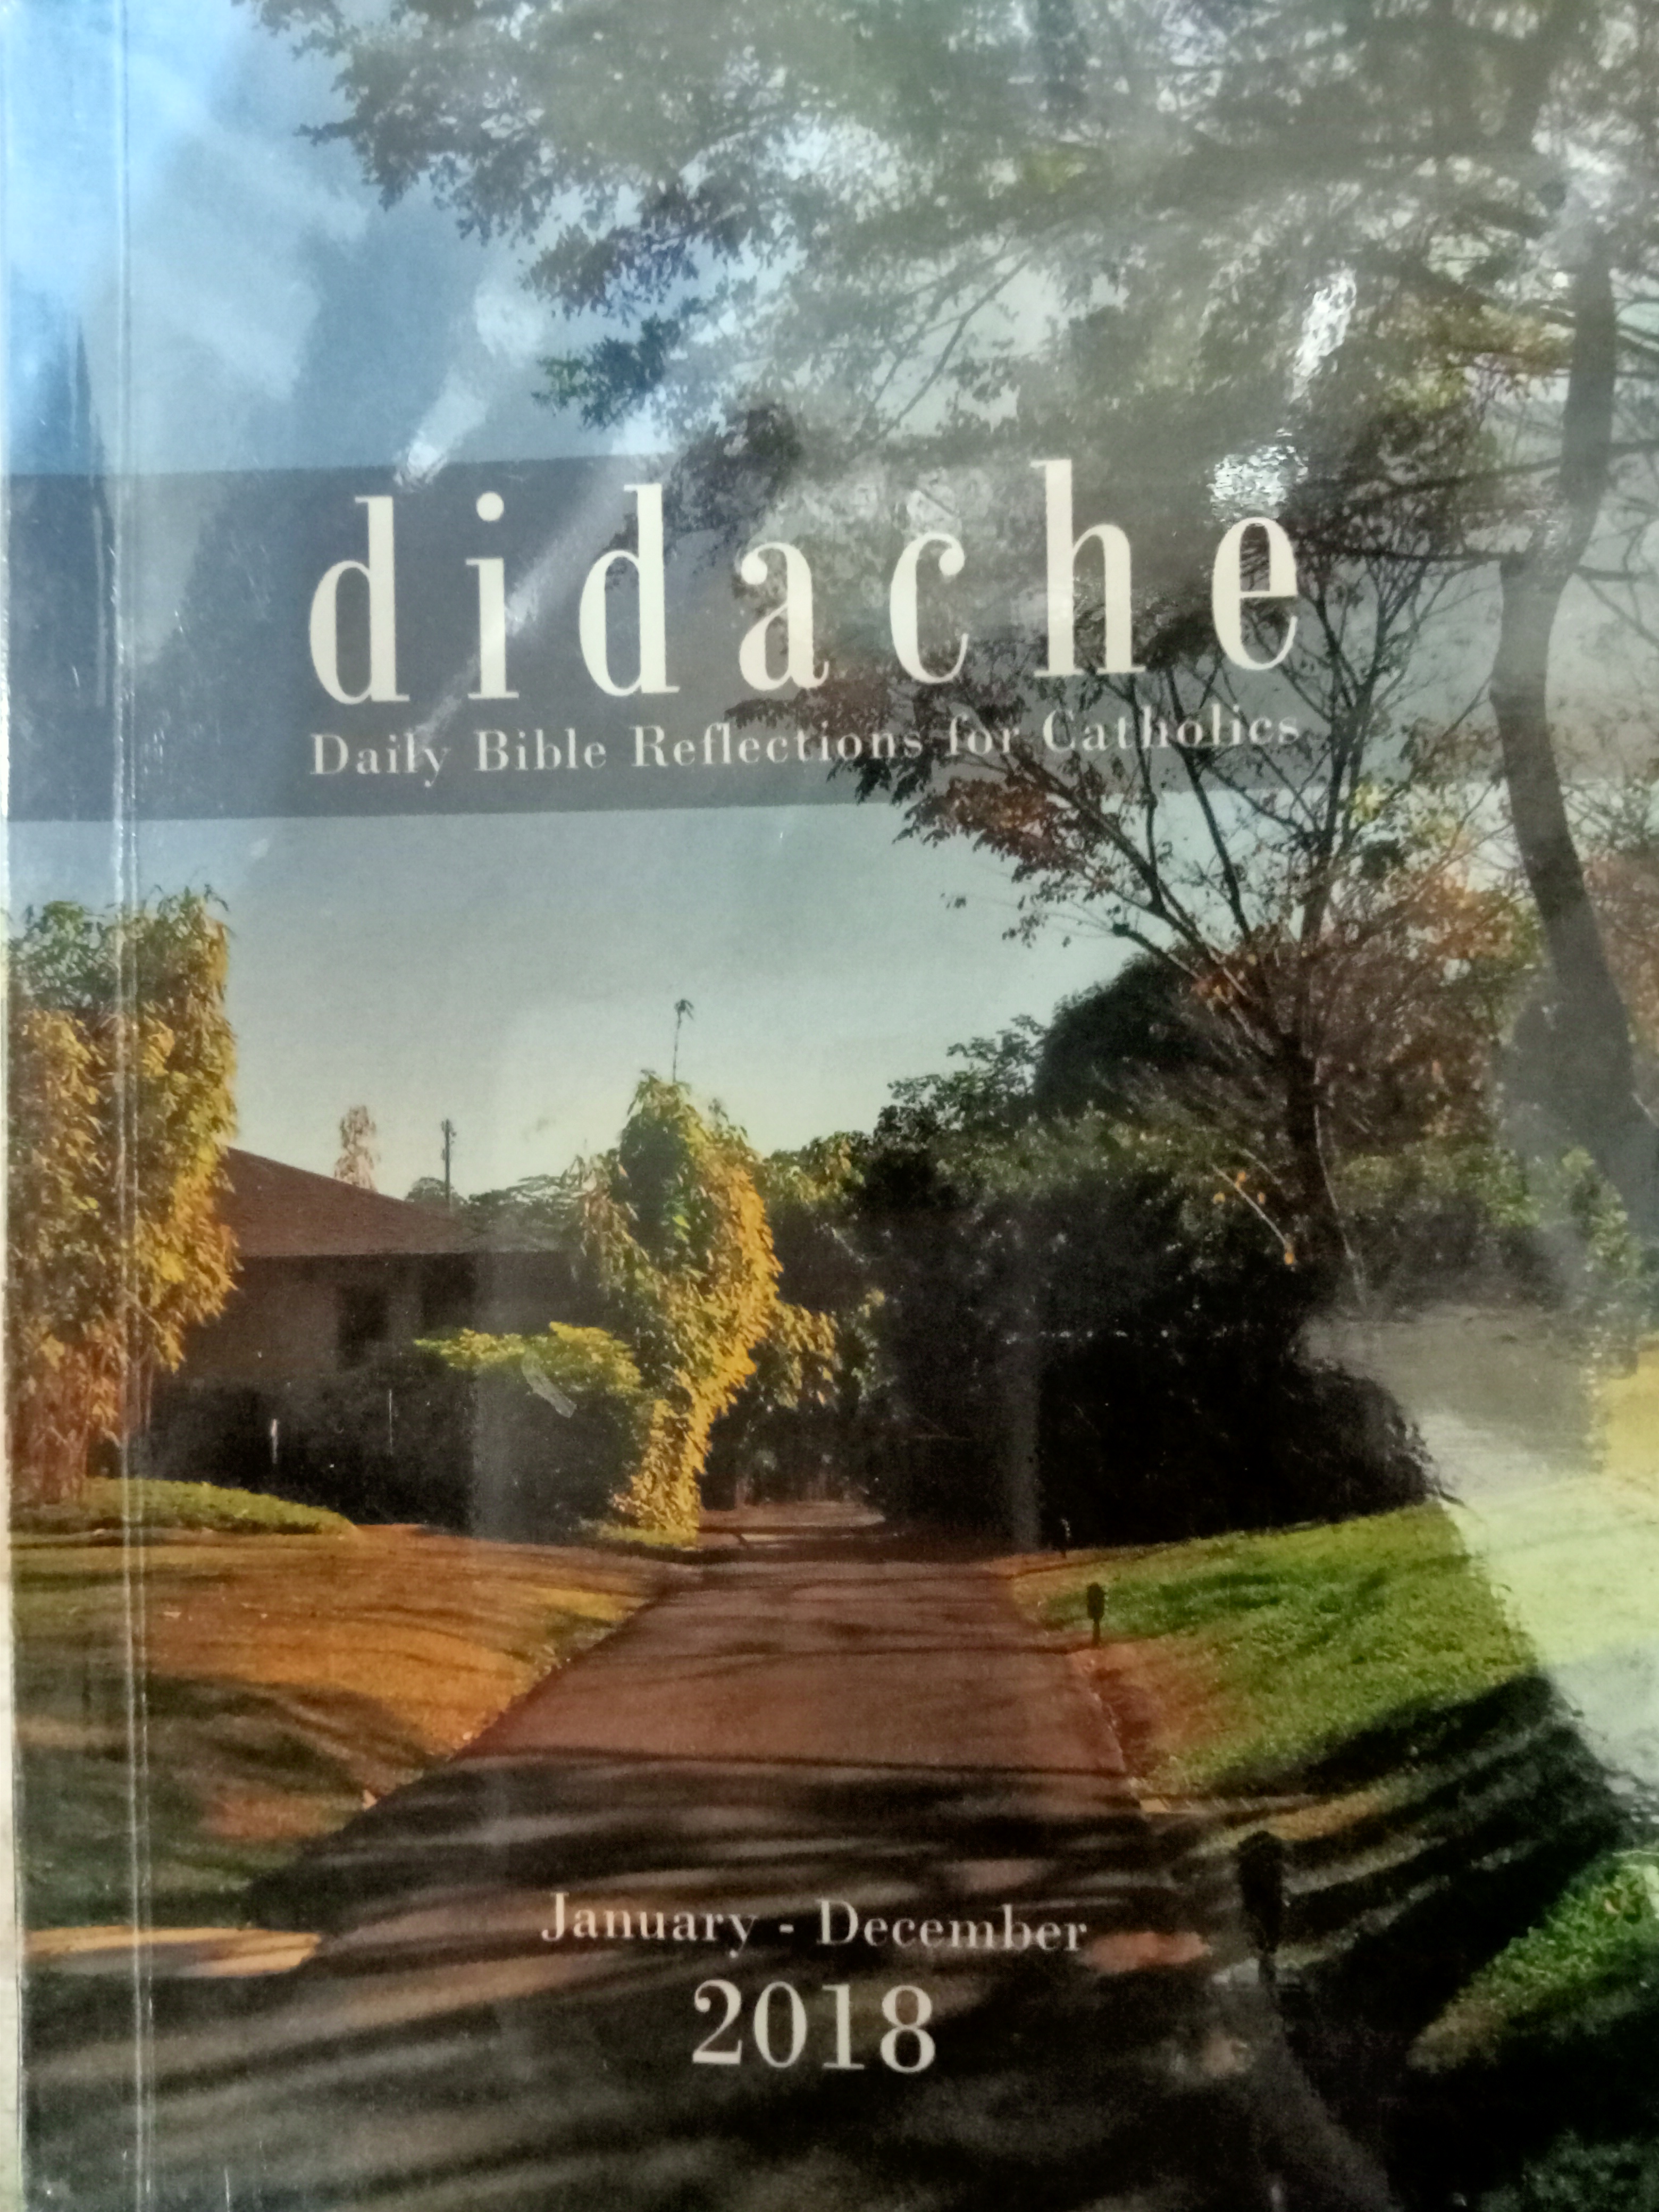 didache
Daily Bible Reflections for Catholics
January - December
2018